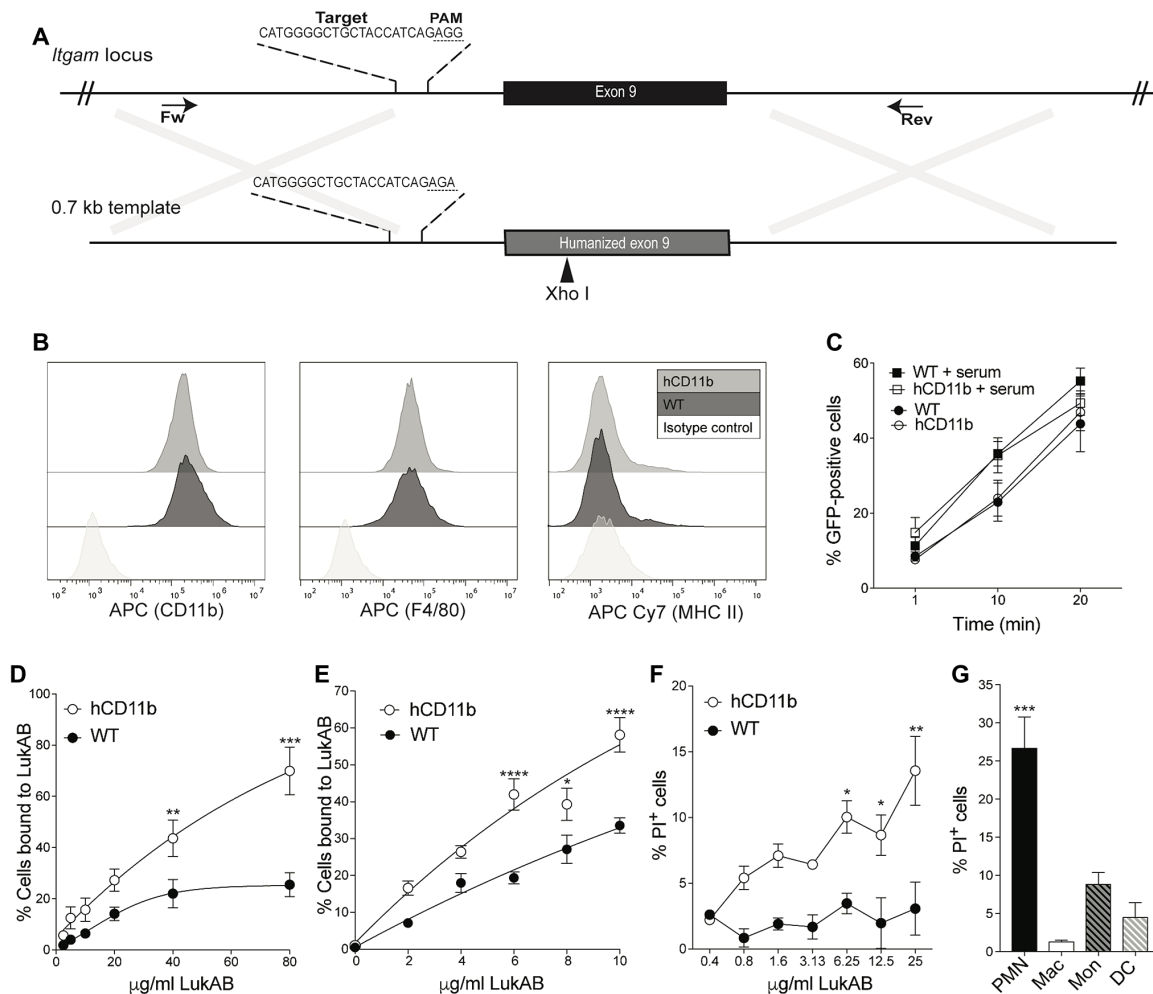 A
Target PAM
CATGGGGCTGCTACCATCAGAGG
Itgam locus
Exon 9
Fw
Rev
CATGGGGCTGCTACCATCAGAGA
0.7 kb template
Humanized exon 9
Xho I
B
hCD11b
WT
Isotype control
10² 10³ 10⁴ 10⁵ 10⁶ 10⁷
APC (CD11b)
10² 10³ 10⁴ 10⁵ 10⁶ 10⁷
APC (F4/80)
10² 10³ 10⁴ 10⁵ 10⁶ 10
APC Cy7 (MHC II)
C
% GFP-positive cells
60
40
20
0
WT + serum
hCD11b + serum
WT
hCD11b
1 10 20
Time (min)
D
% Cells bound to LukAB
100
80
60
40
20
0
hCD11b
WT
**
***
0 20 40 60 80
µg/ml LukAB
E
% Cells bound to LukAB
70
60
50
40
30
20
10
0
hCD11b
WT
****
*
****
0 2 4 6 8 10
µg/ml LukAB
F
% PI⁺ cells
20
15
10
5
0
hCD11b
WT
*
*
**
0.4 0.8 1.6 3.13 6.25 12.5 25
µg/ml LukAB
G
% PI⁺ cells
35
30
25
20
15
10
5
0
***
PMN Mac Mon DC